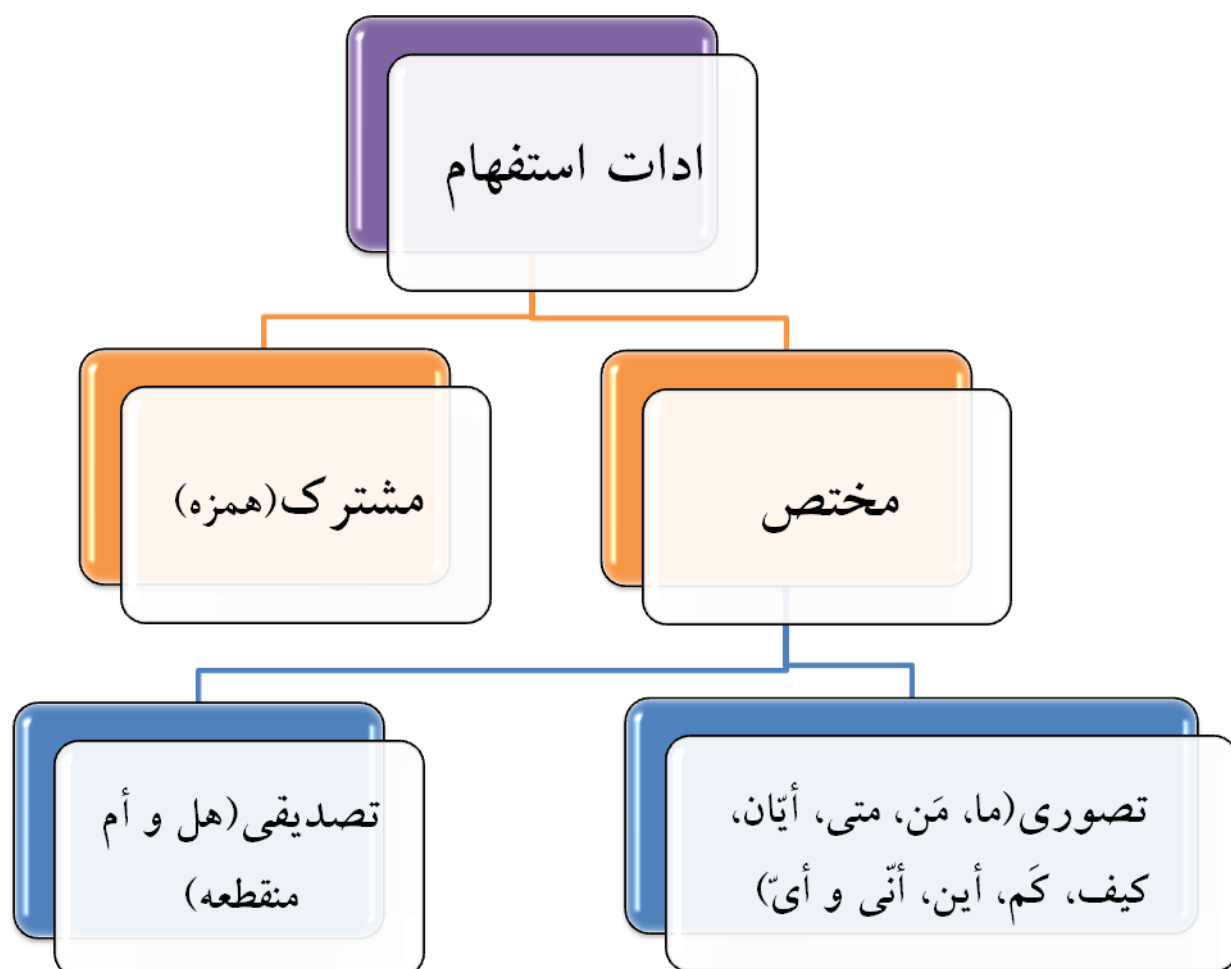 ادات استفهام
مختص
مشترک(همزه)
تصوری(ما، مَن، متی، أیّان،
کیف، کَم، أین، أنّی و أیّ)
تصدیقی(هل و أم
منقطعه)